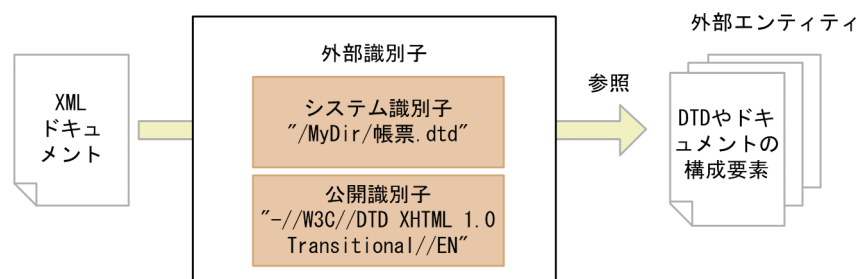 外部エンティティ
外部識別子
XML
ドキュ
メント
システム識別子
"/MyDir/帳票.dtd"
公開識別子
"-//W3C//DTD XHTML 1.0
Transitional//EN"
参照
DTDやドキ
ュメントの
構成要素